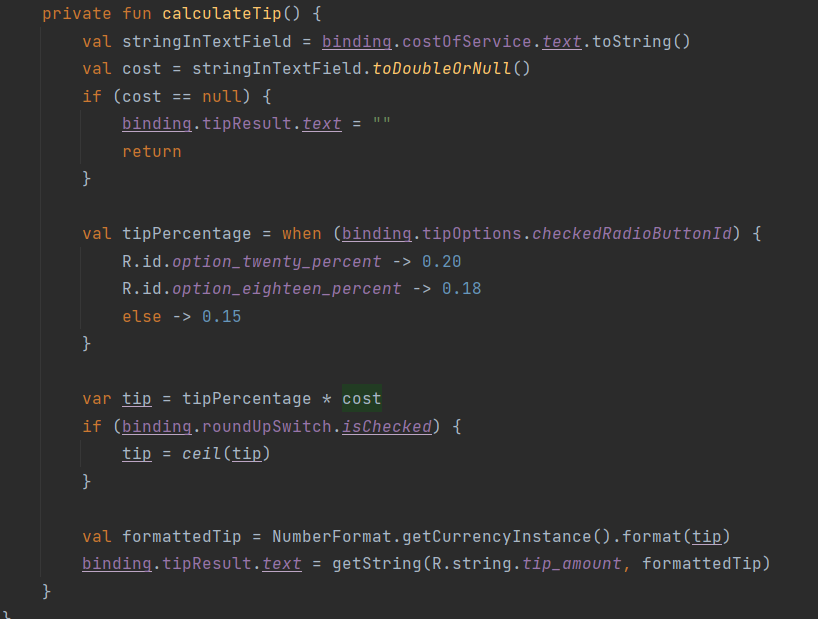 private fun calculateTip() {
val stringInTextField = binding.costOfService.text.toString()
val cost = stringInTextField.toDoubleOrNull()
if (cost == null) {
binding.tipResult.text = ""
return
}
val tipPercentage = when (binding.tipOptions.checkedRadioButtonId) {
R.id.option_twenty_percent -> 0.20
R.id.option_eighteen_percent -> 0.18
else -> 0.15
}
var tip = tipPercentage * cost
if (binding.roundUpSwitch.isChecked) {
tip = ceil(tip)
}
val formattedTip = NumberFormat.getCurrencyInstance().format(tip)
binding.tipResult.text = getString(R.string.tip_amount, formattedTip)
}
}